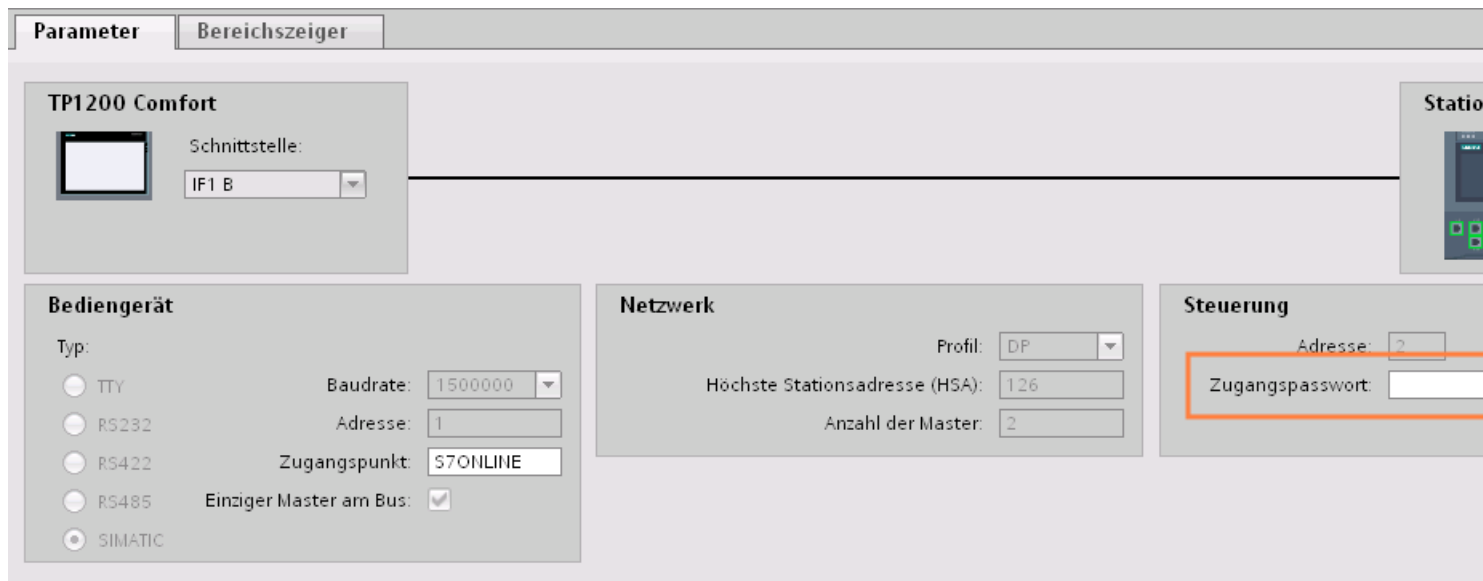 Parameter
Bereichszeiger
TP1200 Comfort
Schnittstelle:
IF1 B
Statio
Bediengerät
Typ:
TTY
RS232
RS422
RS485
SIMATIC
Baudrate: 1500000
Adresse: 1
Zugangspunkt: S7ONLINE
Einziger Master am Bus:
Netzwerk
Profil: DP
Höchste Stationsadresse (HSA): 126
Anzahl der Master: 2
Steuerung
Adresse: 2
Zugangspasswort: